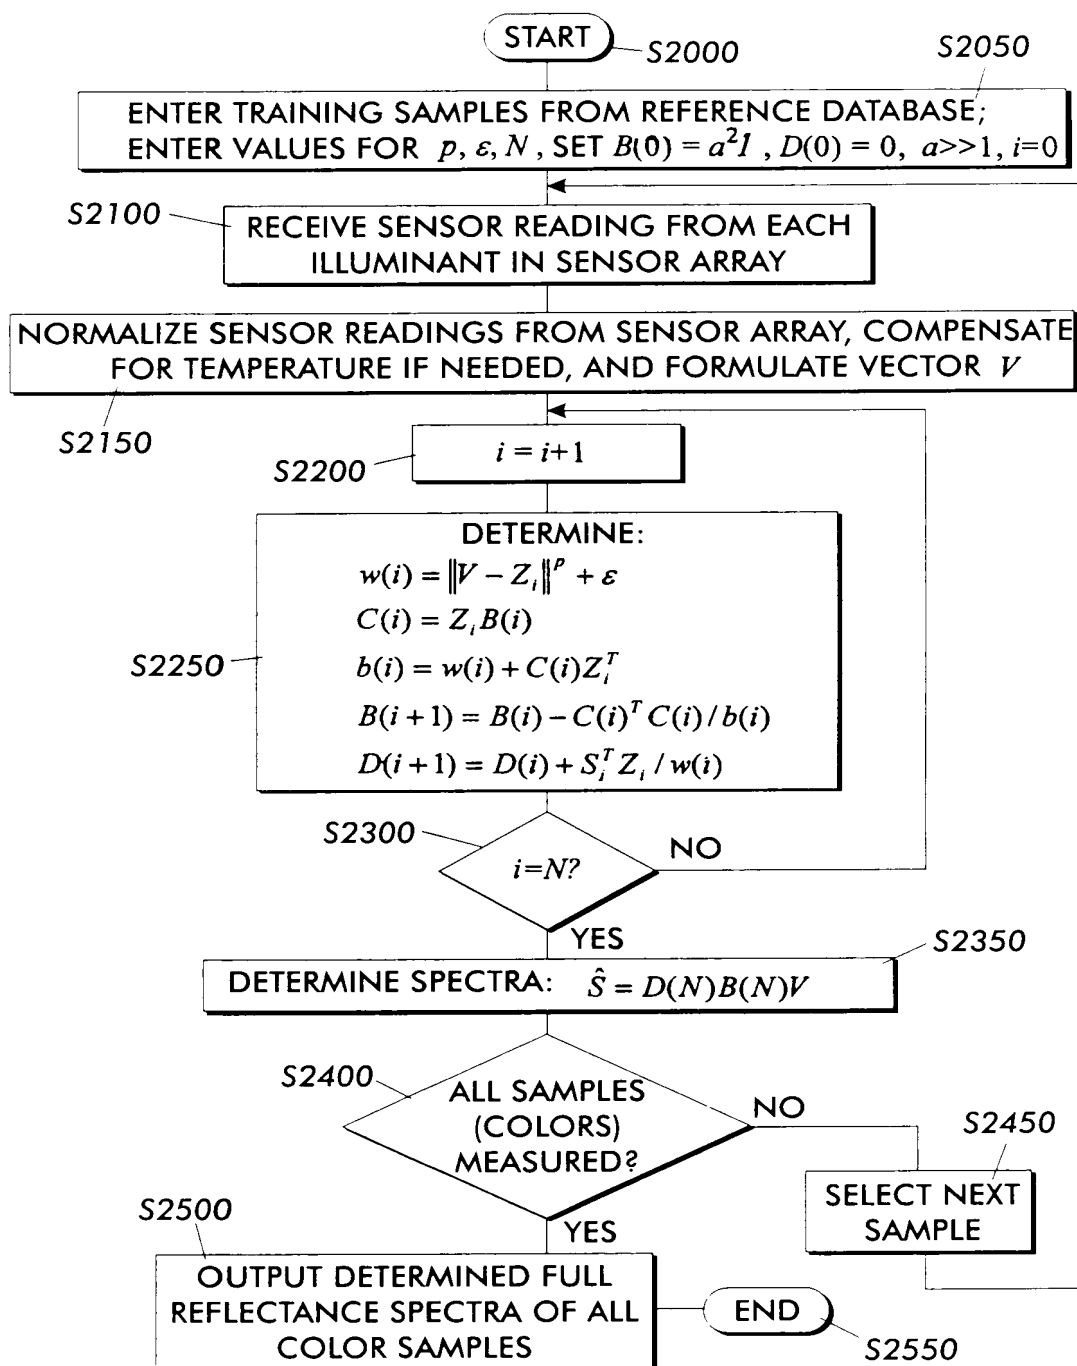 START
S2000
S2050
ENTER TRAINING SAMPLES FROM REFERENCE DATABASE;
ENTER VALUES FOR p, ε, N, SET B(0) = a²I, D(0) = 0, a>>1, i=0
S2100
RECEIVE SENSOR READING FROM EACH
ILLUMINANT IN SENSOR ARRAY
NORMALIZE SENSOR READINGS FROM SENSOR ARRAY, COMPENSATE
FOR TEMPERATURE IF NEEDED, AND FORMULATE VECTOR V
S2150
i = i+1
S2200
DETERMINE:
w(i) = ‖V − Z_i‖^p + ε
C(i) = Z_i B(i)
b(i) = w(i) + C(i)Z_i^T
B(i + 1) = B(i) − C(i)^T C(i) / b(i)
D(i + 1) = D(i) + S_i^T Z_i / w(i)
S2250
S2300
i=N?
NO
YES
S2350
DETERMINE SPECTRA: Ŝ = D(N)B(N)V
S2400
ALL SAMPLES
(COLORS)
MEASURED?
NO
S2450
SELECT NEXT
SAMPLE
YES
S2500
OUTPUT DETERMINED FULL
REFLECTANCE SPECTRA OF ALL
COLOR SAMPLES
END
S2550